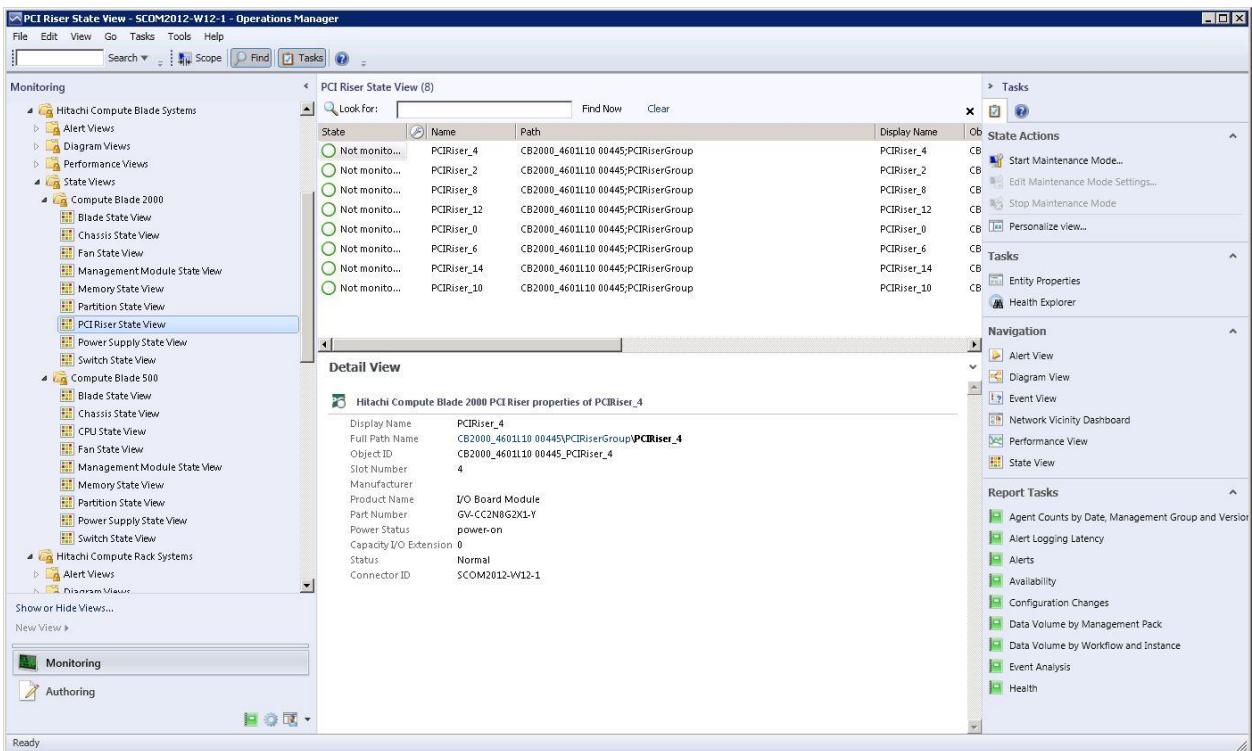 PCI Riser State View - SCOM2012-W12-1 - Operations Manager
File Edit View Go Tasks Tools Help
Search Scope Find Tasks
Monitoring
Hitachi Compute Blade Systems
Alert Views
Diagram Views
Performance Views
State Views
Compute Blade 2000
Blade State View
Chassis State View
Fan State View
Management Module State View
Memory State View
Partition State View
PCI Riser State View
Power Supply State View
Switch State View
Compute Blade 500
Blade State View
Chassis State View
CPU State View
Fan State View
Management Module State View
Memory State View
Partition State View
Power Supply State View
Switch State View
Hitachi Compute Rack Systems
Alert Views
Diagram Views
Show or Hide Views...
New View
Monitoring
Authoring
PCI Riser State View (8)
Look for: Find Now Clear
State Name Path Display Name Ob
Not monito... PCIRiser_4 CB2000_4601L10 00445;PCIRiserGroup PCIRiser_4 CB
Not monito... PCIRiser_2 CB2000_4601L10 00445;PCIRiserGroup PCIRiser_2 CB
Not monito... PCIRiser_8 CB2000_4601L10 00445;PCIRiserGroup PCIRiser_8 CB
Not monito... PCIRiser_12 CB2000_4601L10 00445;PCIRiserGroup PCIRiser_12 CB
Not monito... PCIRiser_0 CB2000_4601L10 00445;PCIRiserGroup PCIRiser_0 CB
Not monito... PCIRiser_6 CB2000_4601L10 00445;PCIRiserGroup PCIRiser_6 CB
Not monito... PCIRiser_14 CB2000_4601L10 00445;PCIRiserGroup PCIRiser_14 CB
Not monito... PCIRiser_10 CB2000_4601L10 00445;PCIRiserGroup PCIRiser_10 CB
Detail View
Hitachi Compute Blade 2000 PCI Riser properties of PCIRiser_4
Display Name PCIRiser_4
Full Path Name CB2000_4601L10 00445\PCIRiserGroup\PCIRiser_4
Object ID CB2000_4601L10 00445_PCIRiser_4
Slot Number 4
Manufacturer
Product Name I/O Board Module
Part Number GV-CC2N8G2X1-Y
Power Status power-on
Capacity I/O Extension 0
Status Normal
Connector ID SCOM2012-W12-1
Tasks
State Actions
Start Maintenance Mode...
Edit Maintenance Mode Settings...
Stop Maintenance Mode
Personalize view...
Tasks
Entity Properties
Health Explorer
Navigation
Alert View
Diagram View
Event View
Network Vicinity Dashboard
Performance View
State View
Report Tasks
Agent Counts by Date, Management Group and Version
Alert Logging Latency
Alerts
Availability
Configuration Changes
Data Volume by Management Pack
Data Volume by Workflow and Instance
Event Analysis
Health
Ready